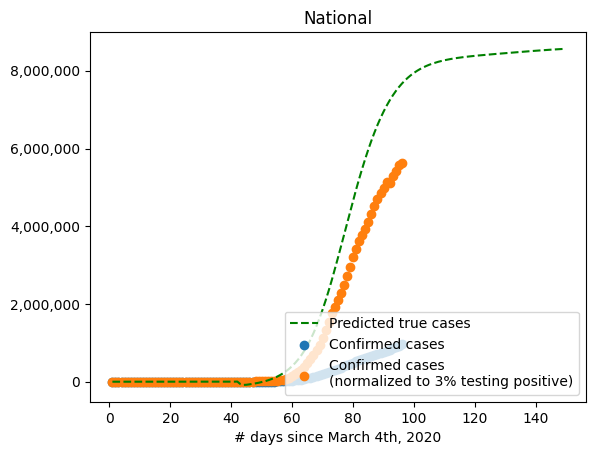 National
8,000,000
6,000,000
4,000,000
2,000,000
0
Predicted true cases
Confirmed cases
Confirmed cases
(normalized to 3% testing positive)
0 20 40 60 80 100 120 140
# days since March 4th, 2020